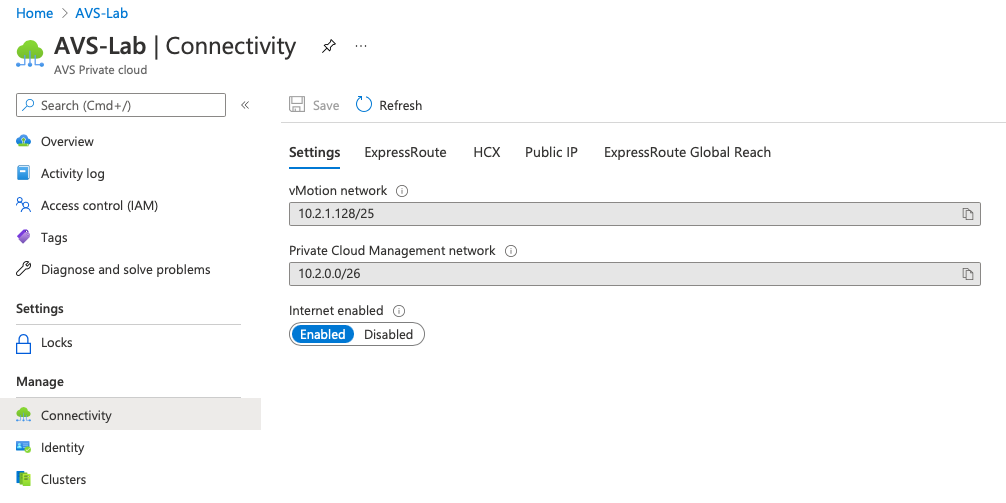 Home > AVS-Lab
AVS-Lab | Connectivity
AVS Private cloud
Search (Cmd+/)
Overview
Activity log
Access control (IAM)
Tags
Diagnose and solve problems
Settings
Locks
Manage
Connectivity
Identity
Clusters
Save Refresh
Settings ExpressRoute HCX Public IP ExpressRoute Global Reach
vMotion network
10.2.1.128/25
Private Cloud Management network
10.2.0.0/26
Internet enabled
Enabled Disabled